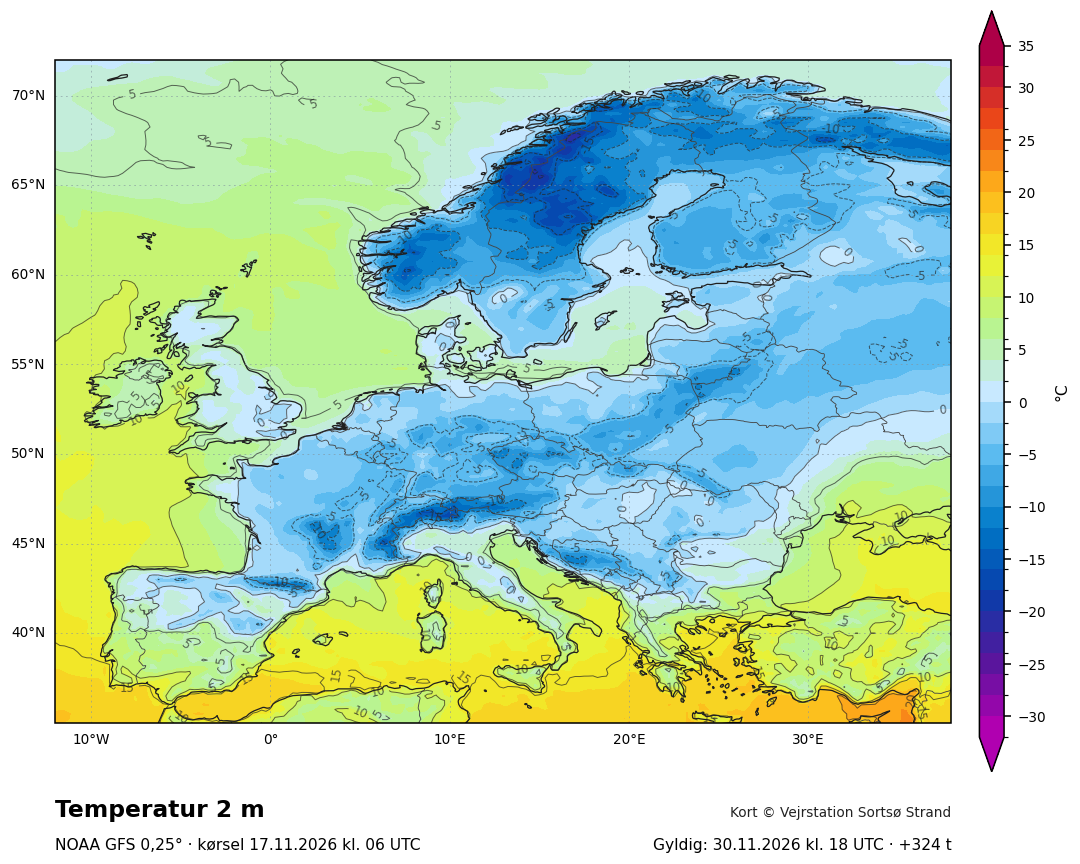 70°N
65°N
60°N
55°N
50°N
45°N
40°N
10°W 0° 10°E 20°E 30°E
35
30
25
20
15
10
5
0
−5
−10
−15
−20
−25
−30
°C
Temperatur 2 m
Kort © Vejrstation Sortsø Strand
NOAA GFS 0,25° · kørsel 17.11.2026 kl. 06 UTC
Gyldig: 30.11.2026 kl. 18 UTC · +324 t